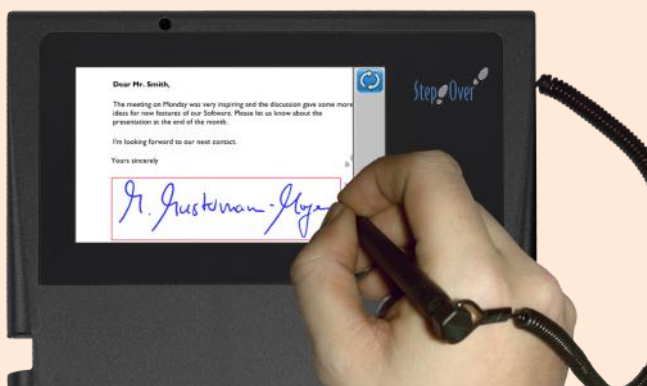 Dear Mr. Smith,
The meeting on Monday was very inspiring and the discussion gave some more
ideas for new features of our Software. Please let us know about the
presentation at the end of the month.
I'm looking forward to our next contact.
Yours sincerely
StepOver